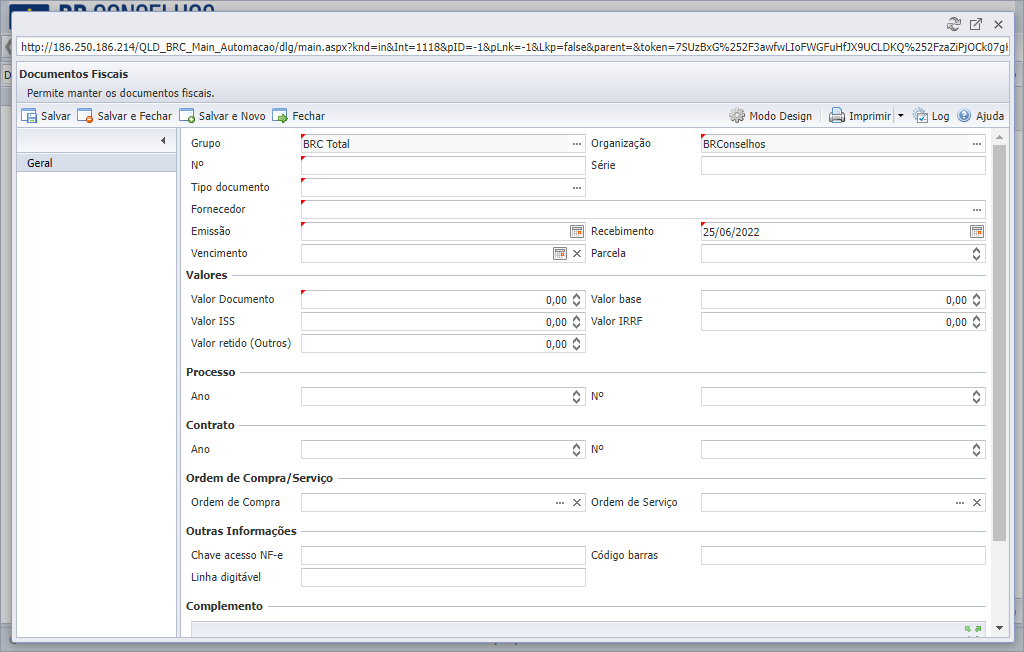 BR CONSELHOS
http://186.250.186.214/QLD_BRC_Main_Automacao/dlg/main.aspx?knd=in&Int=1118&pID=-1&pLnk=-1&Lkp=false&parent=&token=7SUzBxG%252F3awfwLIoFWGFuHfJX9UCLDKQ%252FzaZiPjOCk07gl
Documentos Fiscais
Permite manter os documentos fiscais.
Salvar Salvar e Fechar Salvar e Novo Fechar Modo Design Imprimir Log Ajuda
Geral
Grupo BRC Total Organização BRConselhos
Nº Série
Tipo documento
Fornecedor
Emissão Recebimento 25/06/2022
Vencimento Parcela
Valores
Valor Documento 0,00 Valor base 0,00
Valor ISS 0,00 Valor IRRF 0,00
Valor retido (Outros) 0,00
Processo
Ano Nº
Contrato
Ano Nº
Ordem de Compra/Serviço
Ordem de Compra Ordem de Serviço
Outras Informações
Chave acesso NF-e Código barras
Linha digitável
Complemento